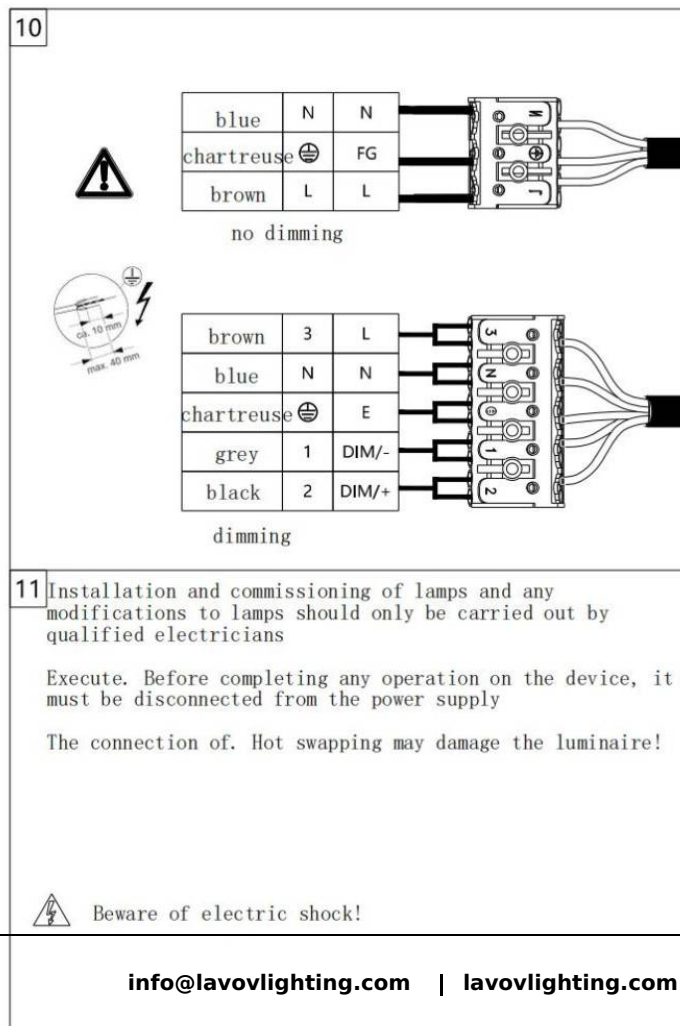 10
blue N N
chartreuse FG
brown L L
no dimming
ca. 10 mm
max. 40 mm
N
L
brown 3 L
blue N N
chartreuse E
grey 1 DIM/-
black 2 DIM/+
3
N
1
2
dimming
11
Installation and commissioning of lamps and any
modifications to lamps should only be carried out by
qualified electricians
Execute. Before completing any operation on the device, it
must be disconnected from the power supply
The connection of. Hot swapping may damage the luminaire!
Beware of electric shock!
info@lavovlighting.com | lavovlighting.com